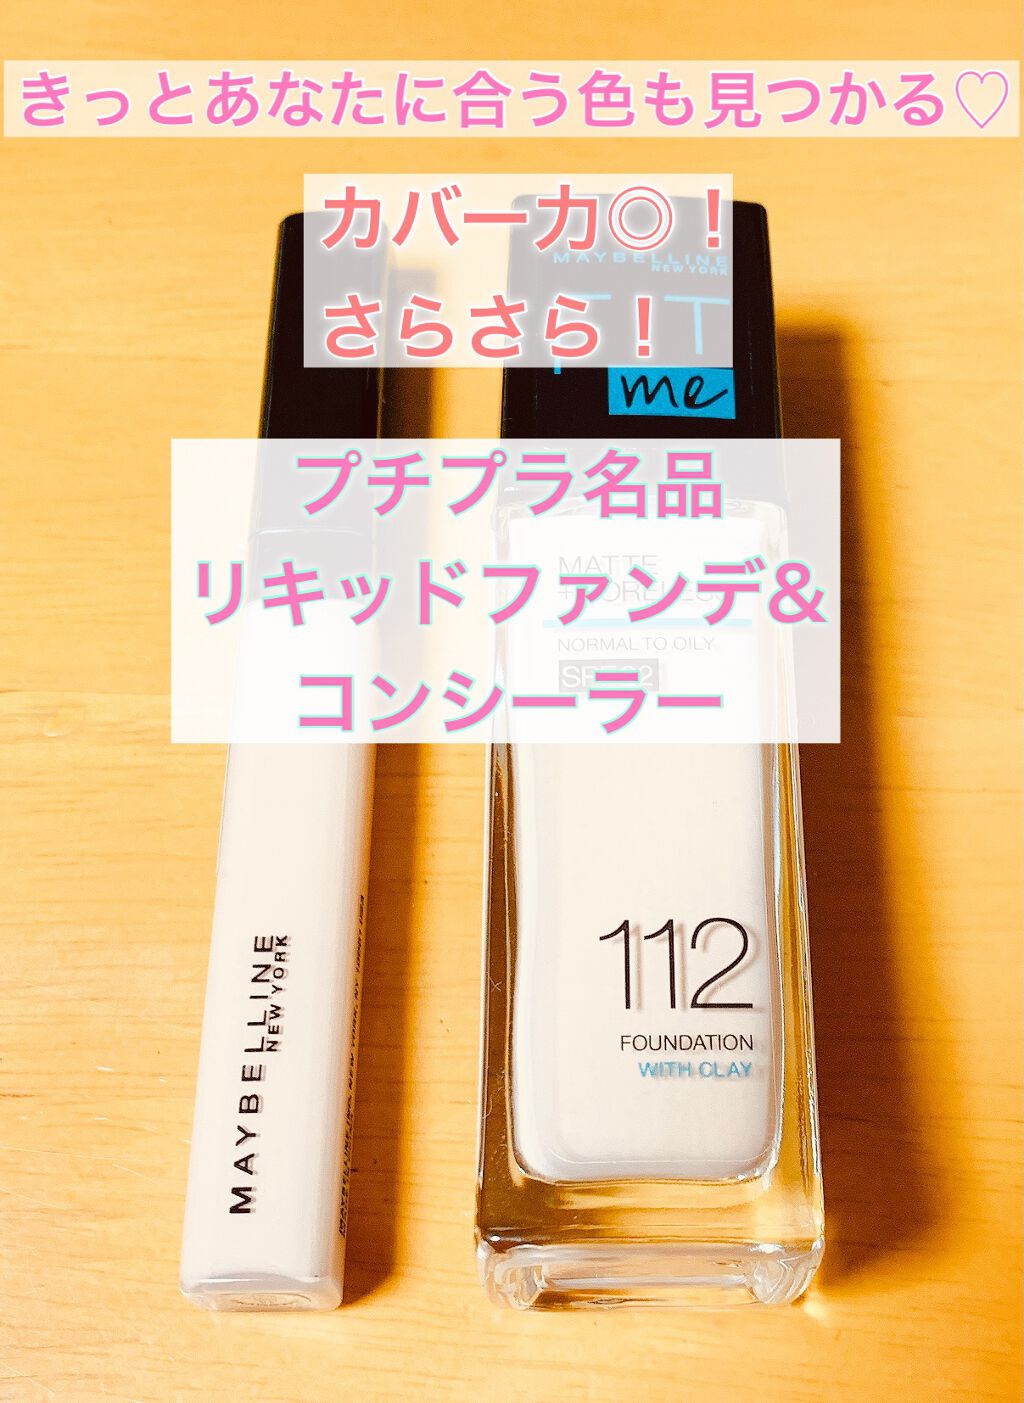 きっとあなたに合う色も見つかる♡
カバー力◎！
さらさら！
MAYBELLINE
NEW YORK
FIT
me
プチプラ名品
リキッドファンデ&
コンシーラー
MATTE
+PORELESS
NORMAL TO OILY
112
FOUNDATION
WITH CLAY
MAYBELLINE
NEW YORK